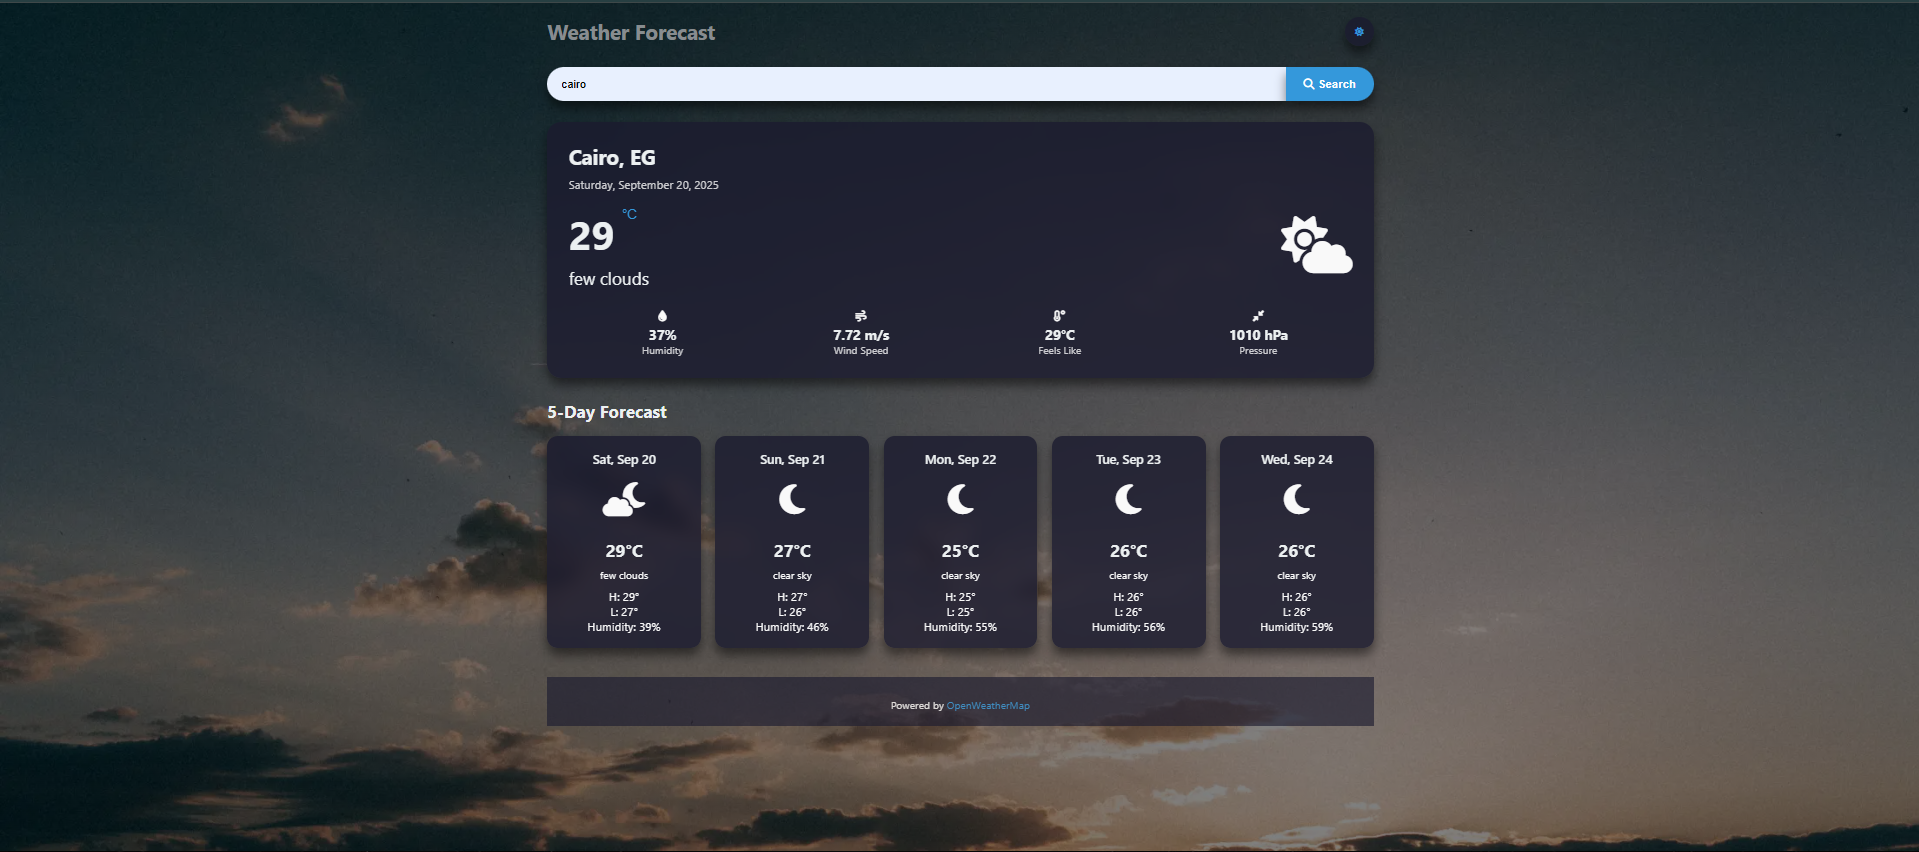 Weather Forecast
cairo
Search
Cairo, EG
Saturday, September 20, 2025
29 °C
few clouds
37%
Humidity
7.72 m/s
Wind Speed
29°C
Feels Like
1010 hPa
Pressure
5-Day Forecast
Sat, Sep 20
29°C
few clouds
H: 29°
L: 27°
Humidity: 39%
Sun, Sep 21
27°C
clear sky
H: 27°
L: 26°
Humidity: 46%
Mon, Sep 22
25°C
clear sky
H: 25°
L: 25°
Humidity: 55%
Tue, Sep 23
26°C
clear sky
H: 26°
L: 26°
Humidity: 56%
Wed, Sep 24
26°C
clear sky
H: 26°
L: 26°
Humidity: 59%
Powered by OpenWeatherMap